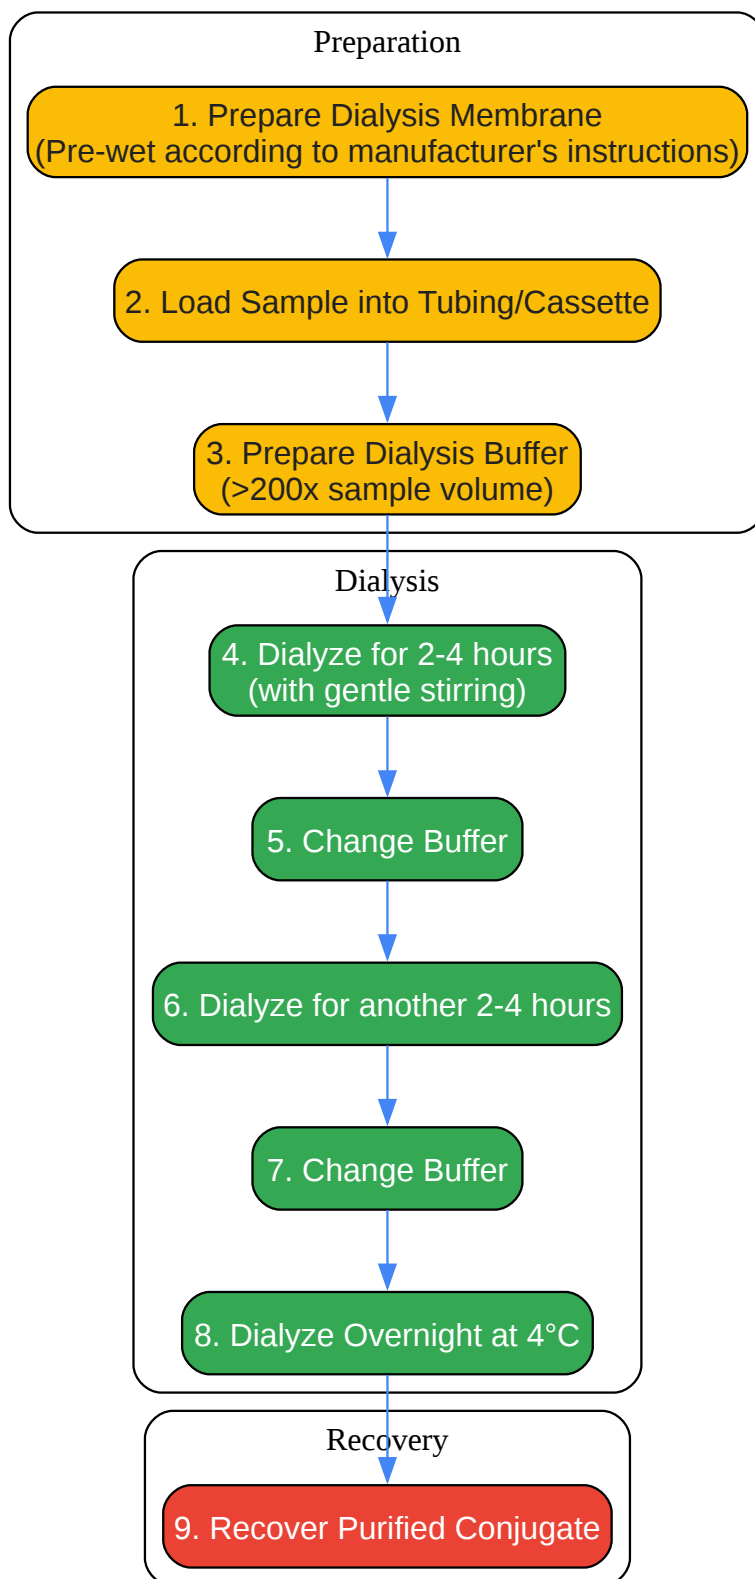 Preparation
1. Prepare Dialysis Membrane
(Pre-wet according to manufacturer's instructions)
2. Load Sample into Tubing/Cassette
3. Prepare Dialysis Buffer
(>200x sample volume)
Dialysis
4. Dialyze for 2-4 hours
(with gentle stirring)
5. Change Buffer
6. Dialyze for another 2-4 hours
7. Change Buffer
8. Dialyze Overnight at 4°C
Recovery
9. Recover Purified Conjugate